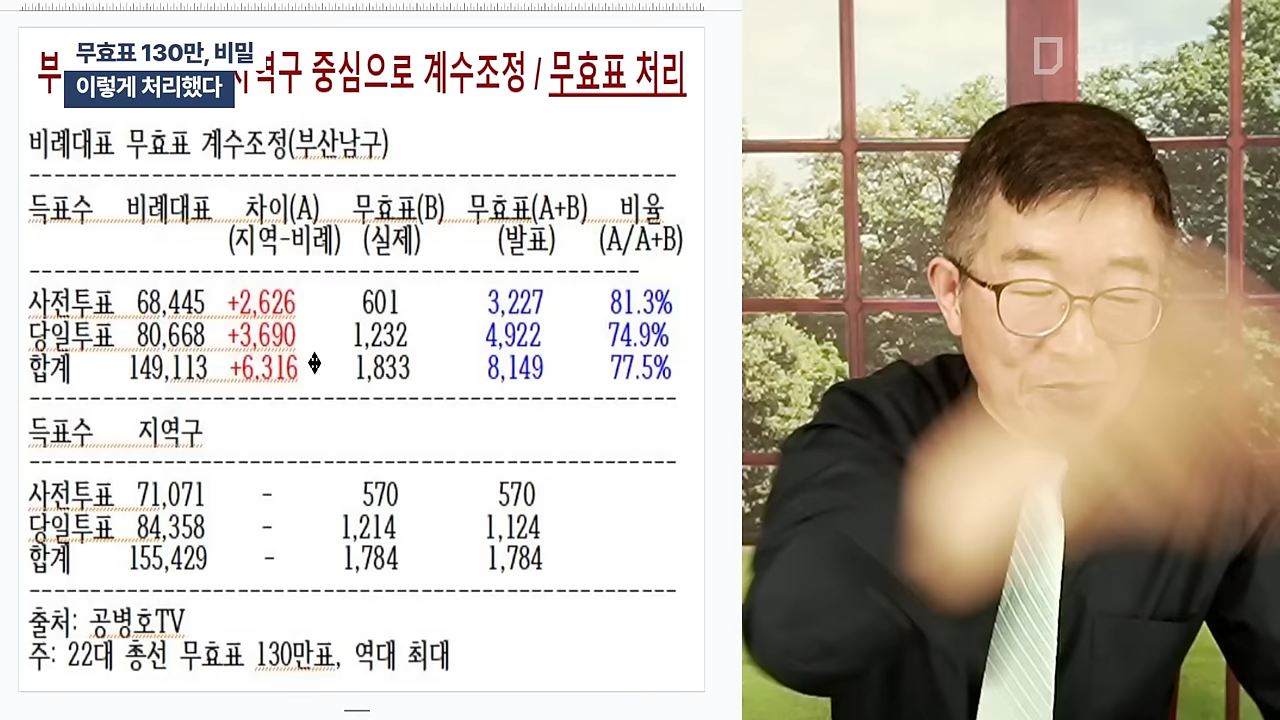 무효표 130만, 비밀
이렇게 처리했다
부 역구 중심으로 계수조정 / 무효표 처리
비례대표 무효표 계수조정(부산남구)
득표수 비례대표 차이(A) 무효표(B) 무효표(A+B) 비율
(지역-비례) (실제) (발표) (A/A+B)
사전투표 68,445 +2,626 601 3,227 81.3%
당일투표 80,668 +3,690 1,232 4,922 74.9%
합계 149,113 +6,316 1,833 8,149 77.5%
득표수 지역구
사전투표 71,071 - 570 570
당일투표 84,358 - 1,214 1,124
합계 155,429 - 1,784 1,784
출처: 공병호TV
주: 22대 총선 무효표 130만표, 역대 최대